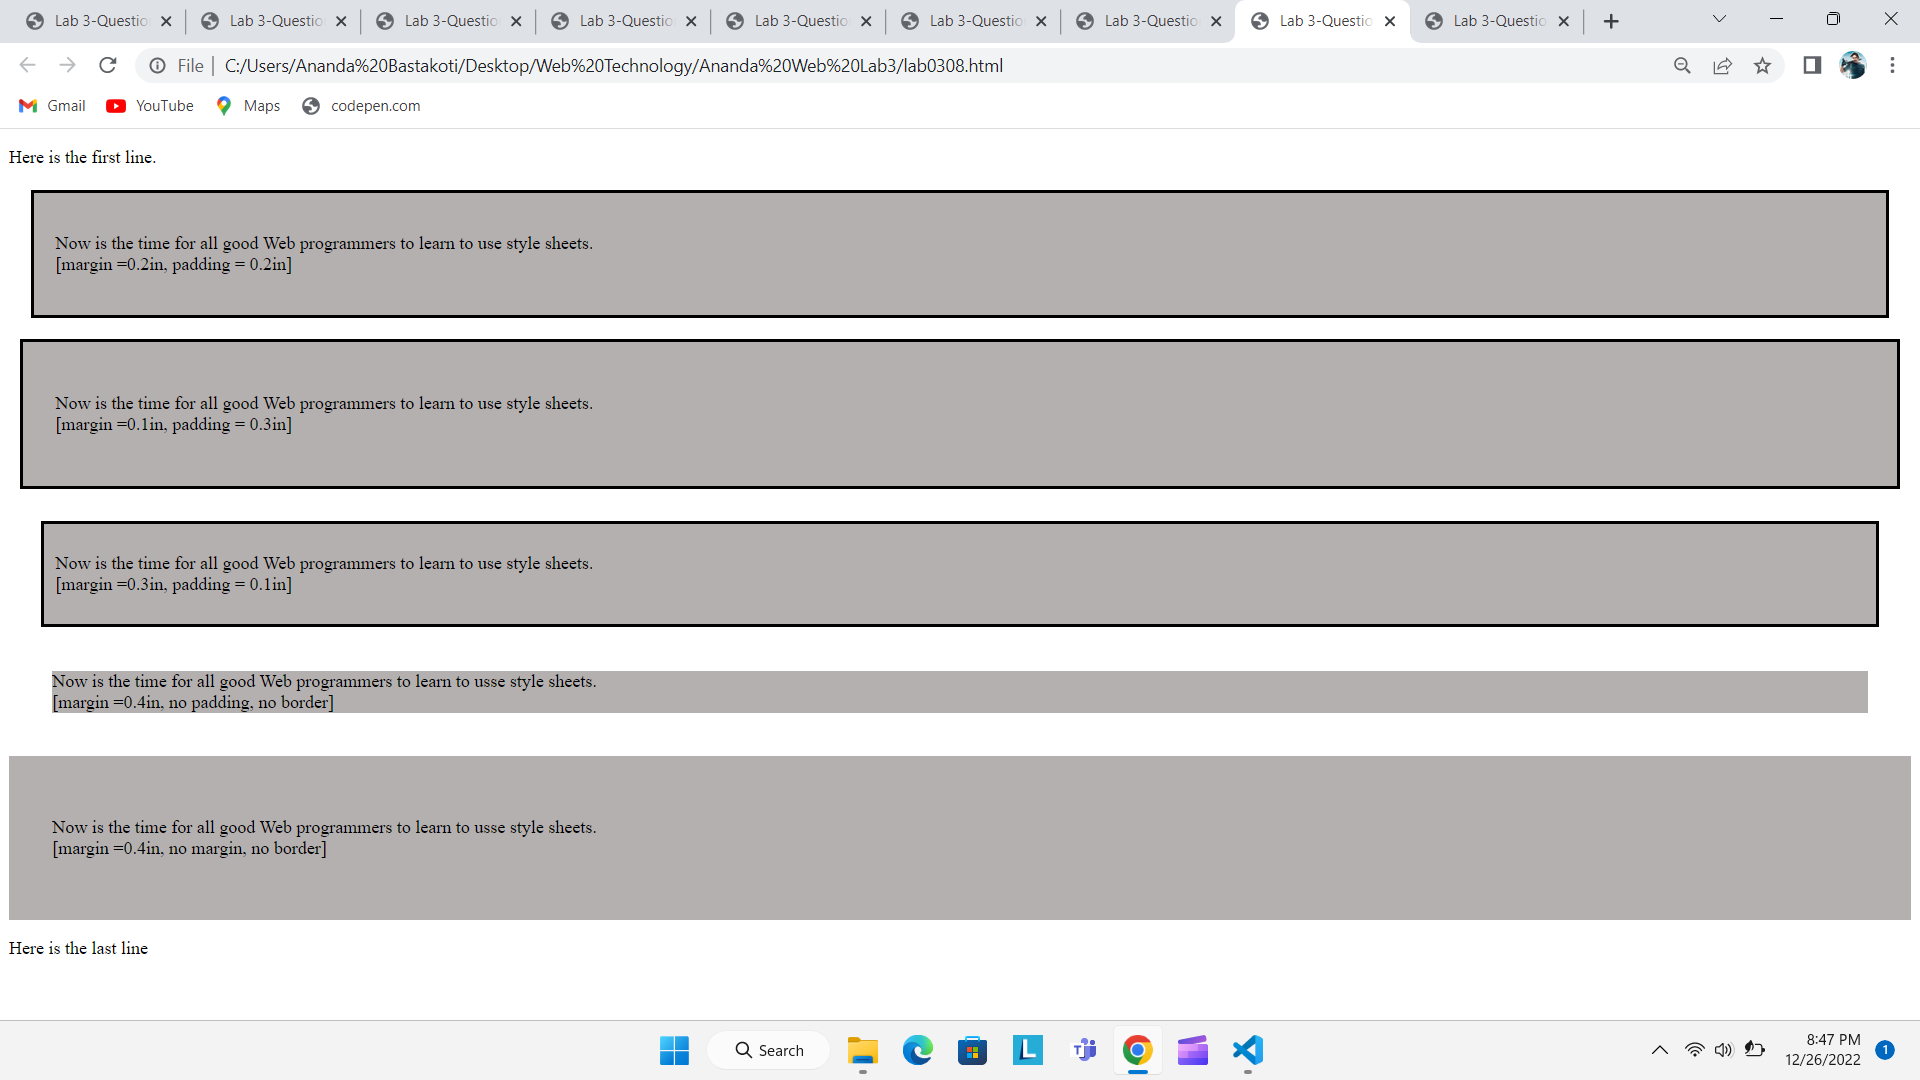 Lab 3-Questio
Lab 3-Questio
Lab 3-Questio
Lab 3-Questio
Lab 3-Questio
Lab 3-Questio
Lab 3-Questio
Lab 3-Questio
Lab 3-Questio
File | C:/Users/Ananda%20Bastakoti/Desktop/Web%20Technology/Ananda%20Web%20Lab3/lab0308.html
Gmail YouTube Maps codepen.com
Here is the first line.
Now is the time for all good Web programmers to learn to use style sheets.
[margin =0.2in, padding = 0.2in]
Now is the time for all good Web programmers to learn to use style sheets.
[margin =0.1in, padding = 0.3in]
Now is the time for all good Web programmers to learn to use style sheets.
[margin =0.3in, padding = 0.1in]
Now is the time for all good Web programmers to learn to usse style sheets.
[margin =0.4in, no padding, no border]
Now is the time for all good Web programmers to learn to usse style sheets.
[margin =0.4in, no margin, no border]
Here is the last line
Search
8:47 PM
12/26/2022
1